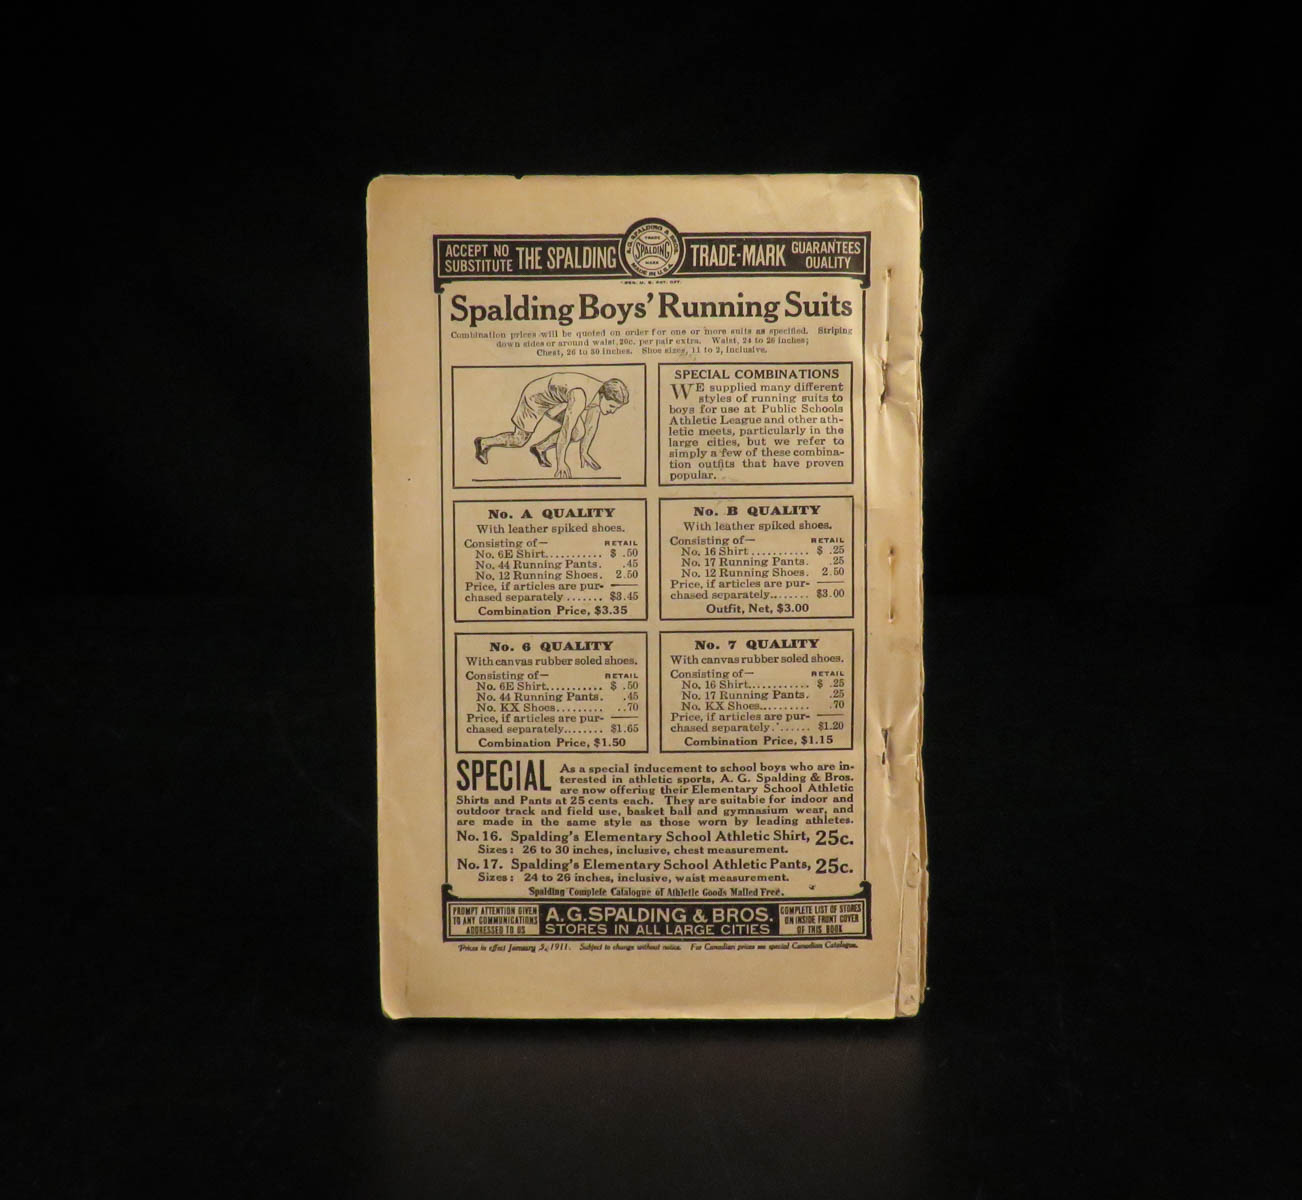 ACCEPT NO
SUBSTITUTE
THE SPALDING
A.G. SPALDING & BROS.
TRADE
SPALDING
MARK
MADE IN U.S.A.
TRADE-MARK
GUARANTEES
QUALITY
REG. U. S. PAT. OFF.
Spalding Boys' Running Suits
Combination prices will be quoted on order for one or more suits as specified. Striping
down sides or around waist, 20c. per pair extra. Waist, 24 to 26 inches;
Chest, 26 to 30 inches. Shoe sizes, 11 to 2, inclusive.
SPECIAL COMBINATIONS
WE supplied many different
styles of running suits to
boys for use at Public Schools
Athletic League and other ath-
letic meets, particularly in the
large cities, but we refer to
simply a few of these combina-
tion outfits that have proven
popular.
No. A QUALITY
With leather spiked shoes.
Consisting of— RETAIL
No. 6E Shirt.......... $ .50
No. 44 Running Pants. .45
No. 12 Running Shoes. 2.50
Price, if articles are pur-
chased separately ....... $3.45
Combination Price, $3.35
No. B QUALITY
With leather spiked shoes.
Consisting of— RETAIL
No. 16 Shirt........... $ .25
No. 17 Running Pants. .25
No. 12 Running Shoes. 2.50
Price, if articles are pur-
chased separately........ $3.00
Outfit, Net, $3.00
No. 6 QUALITY
With canvas rubber soled shoes.
Consisting of— RETAIL
No. 6E Shirt.......... $ .50
No. 44 Running Pants. .45
No. KX Shoes......... .70
Price, if articles are pur-
chased separately........ $1.65
Combination Price, $1.50
No. 7 QUALITY
With canvas rubber soled shoes.
Consisting of— RETAIL
No. 16 Shirt............ $ .25
No. 17 Running Pants. .25
No. KX Shoes.......... .70
Price, if articles are pur-
chased separately....... $1.20
Combination Price, $1.15
SPECIAL As a special inducement to school boys who are in-
terested in athletic sports, A. G. Spalding & Bros.
are now offering their Elementary School Athletic
Shirts and Pants at 25 cents each. They are suitable for indoor and
outdoor track and field use, basket ball and gymnasium wear, and
are made in the same style as those worn by leading athletes.
No. 16. Spalding's Elementary School Athletic Shirt, 25c.
Sizes: 26 to 30 inches, inclusive, chest measurement.
No. 17. Spalding's Elementary School Athletic Pants, 25c.
Sizes: 24 to 26 inches, inclusive, waist measurement.
Spalding Complete Catalogue of Athletic Goods Mailed Free.
PROMPT ATTENTION GIVEN
TO ANY COMMUNICATIONS
ADDRESSED TO US
A.G. SPALDING & BROS.
STORES IN ALL LARGE CITIES
COMPLETE LIST OF STORES
ON INSIDE FRONT COVER
OF THIS BOOK
Prices in effect January 5, 1911. Subject to change without notice. For Canadian prices see special Canadian Catalogue.